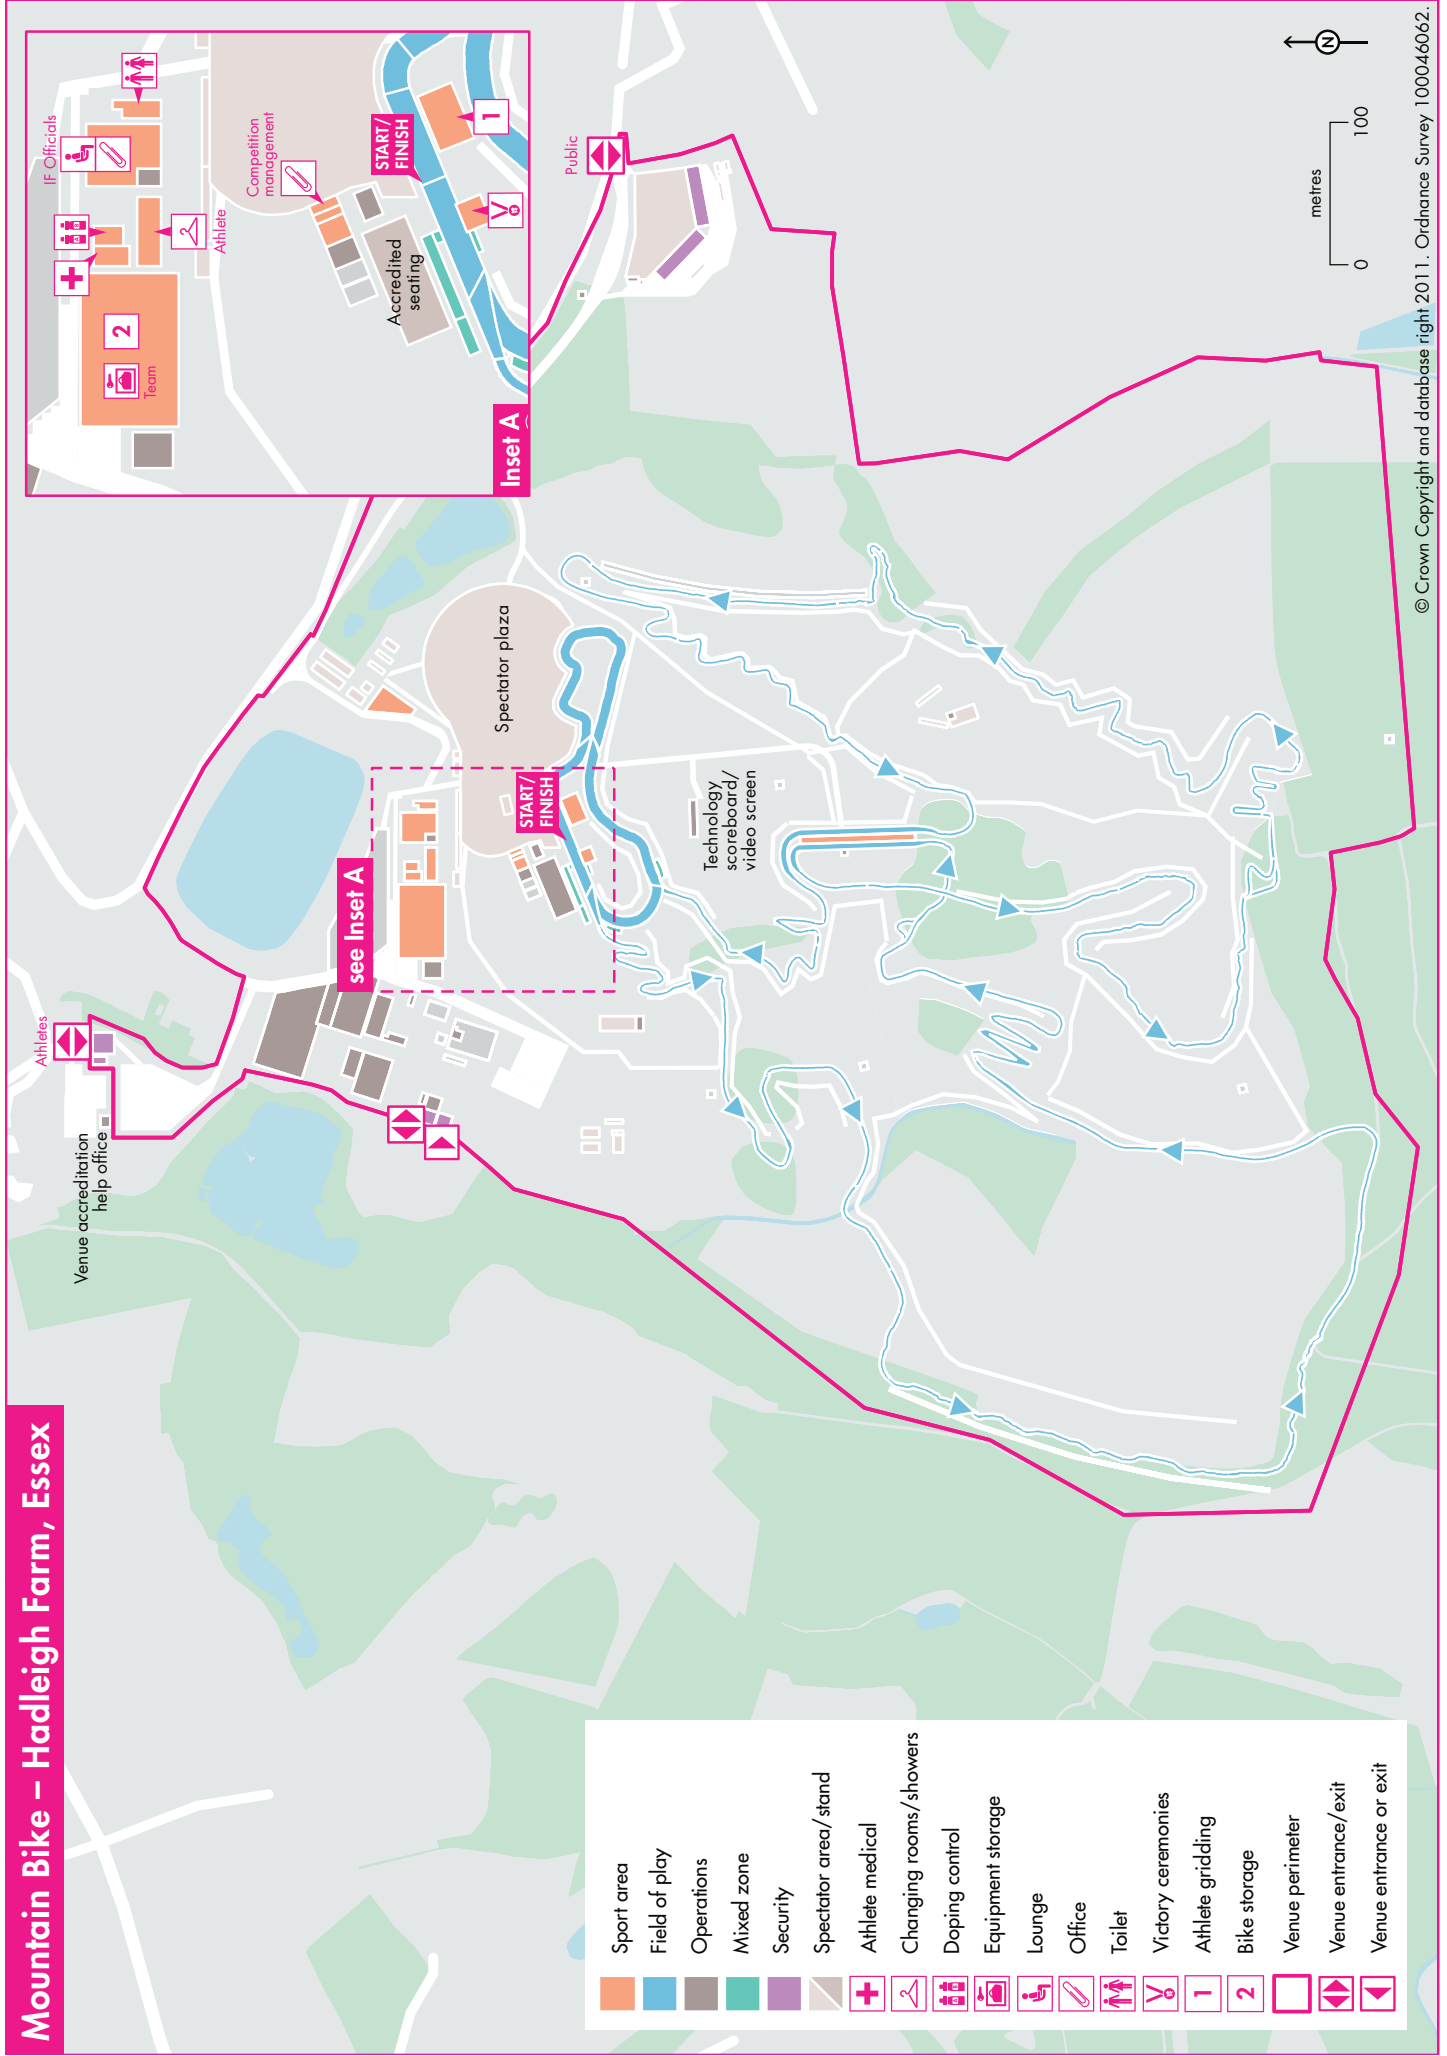 Mountain Bike – Hadleigh Farm, Essex
Venue accreditation
help office
Athletes
see Inset A
START/
FINISH
Spectator plaza
Technology
scoreboard/
video screen
Public
IF Officials
Athlete
2
Team
Competition
management
Accredited
seating
START/
FINISH
1
Inset A
N
metres
0 100
Sport area
Field of play
Operations
Mixed zone
Security
Spectator area/stand
Athlete medical
Changing rooms/showers
Doping control
Equipment storage
Lounge
Office
Toilet
Victory ceremonies
1 Athlete gridding
2 Bike storage
Venue perimeter
Venue entrance/exit
Venue entrance or exit
© Crown Copyright and database right 2011. Ordnance Survey 100046062.